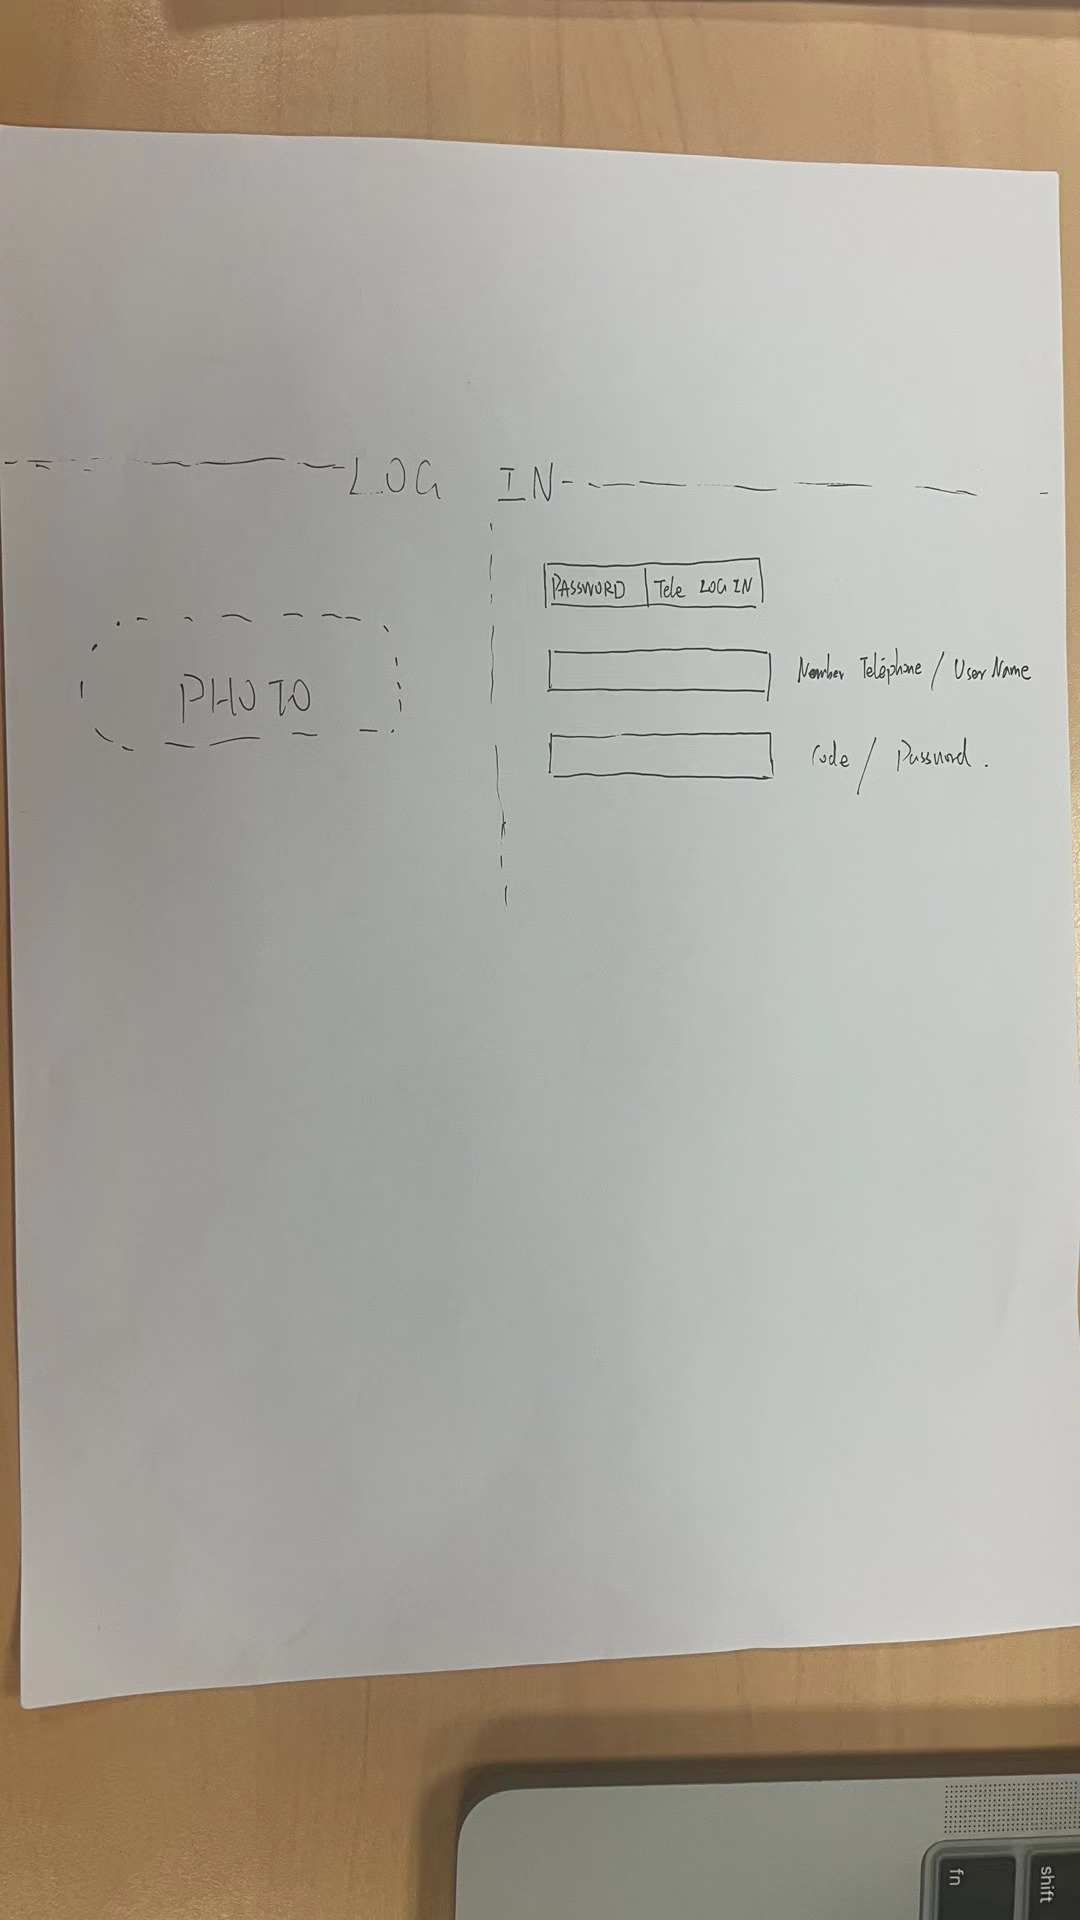 LOG IN
PASSWORD Tele LOG IN
PHOTO
Nomber Teléphone / User Name
Code / Password.
fn
shift